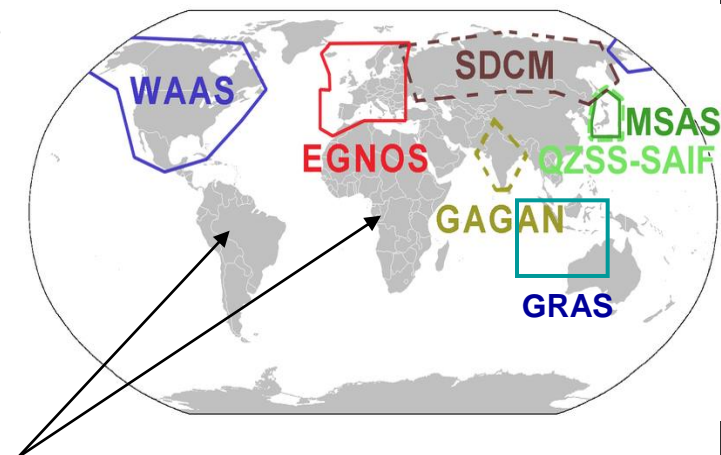 SDCM
WAAS
MSAS
EGNOS
QZSS-SAIF
GAGAN
GRAS